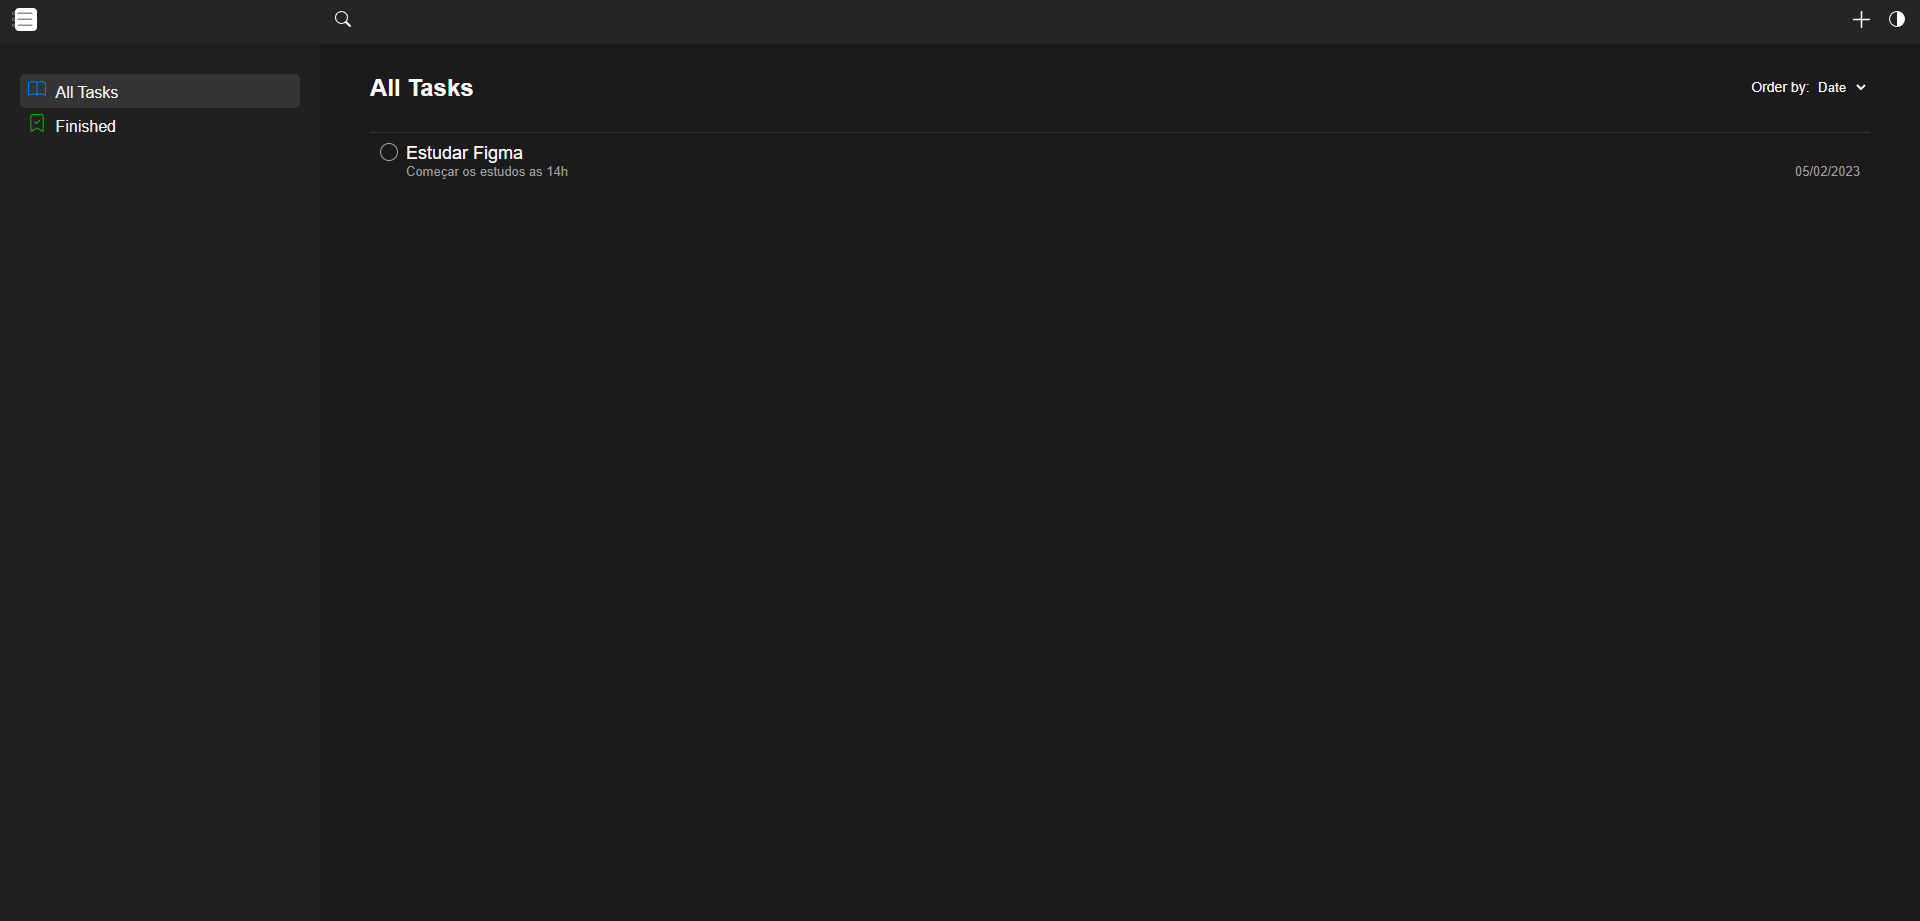 All Tasks
Finished
All Tasks
Order by: Date
Estudar Figma
Começar os estudos as 14h
05/02/2023